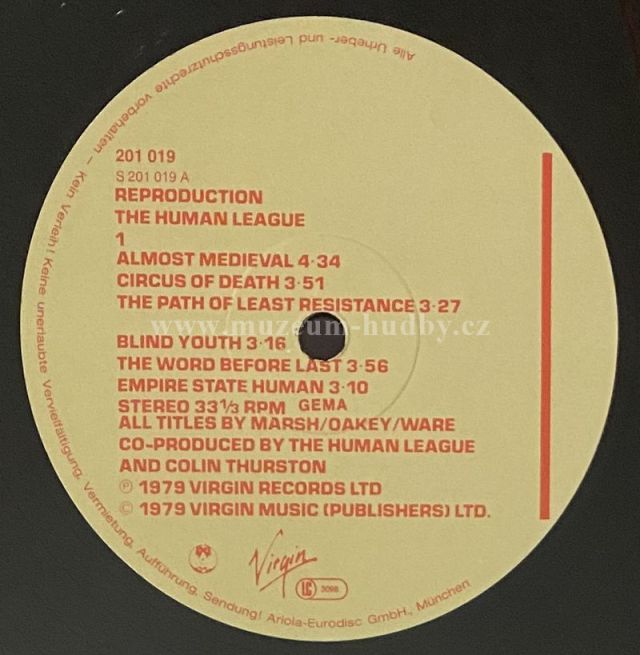 201 019
S 201 019 A
REPRODUCTION
THE HUMAN LEAGUE
1
ALMOST MEDIEVAL 4·34
CIRCUS OF DEATH 3·51
THE PATH OF LEAST RESISTANCE 3·27
www.muzeum-hudby.cz
BLIND YOUTH 3·16
THE WORD BEFORE LAST 3·56
EMPIRE STATE HUMAN 3·10
STEREO 33⅓ RPM GEMA
ALL TITLES BY MARSH/OAKEY/WARE
CO-PRODUCED BY THE HUMAN LEAGUE
AND COLIN THURSTON
℗ 1979 VIRGIN RECORDS LTD
© 1979 VIRGIN MUSIC (PUBLISHERS) LTD.
Virgin
LC 3098
Alle Urheber- und Leistungsschutzrechte vorbehalten – Kein Verleih! Keine unerlaubte Vervielfältigung, Vermietung, Aufführung, Sendung! Ariola-Eurodisc GmbH., München